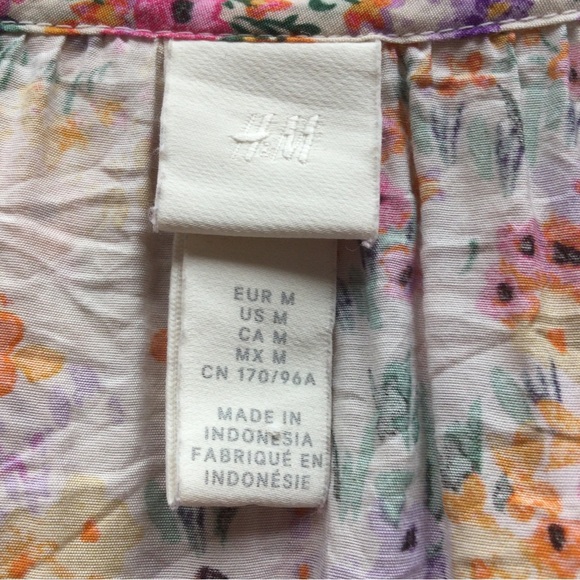 H&M
EUR M
US M
CA M
MX M
CN 170/96A
MADE IN
INDONESIA
FABRIQUÉ EN
INDONÉSIE